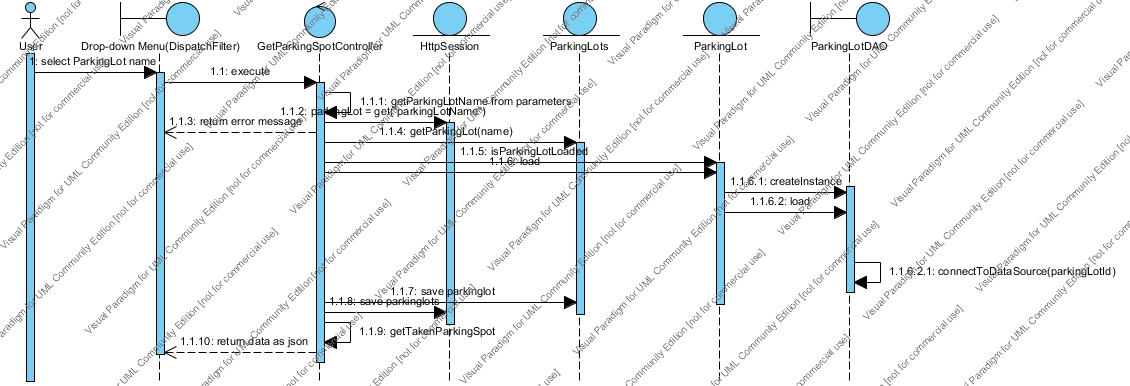 User
Drop-down Menu(DispatchFilter)
GetParkingSpotController
HttpSession
ParkingLots
ParkingLot
ParkingLotDAO
1: select ParkingLot name
1.1: execute
1.1.1: getParkingLotName from parameters
1.1.2: parkingLot = get("parkingLotName")
1.1.3: return error message
1.1.4: getParkingLot(name)
1.1.5: isParkingLotLoaded
1.1.6: load
1.1.6.1: createInstance
1.1.6.2: load
1.1.6.2.1: connectToDataSource(parkingLotId)
1.1.7: save parkinglot
1.1.8: save parkinglots
1.1.9: getTakenParkingSpot
1.1.10: return data as json
Visual Paradigm for UML Community Edition [not for commercial use]